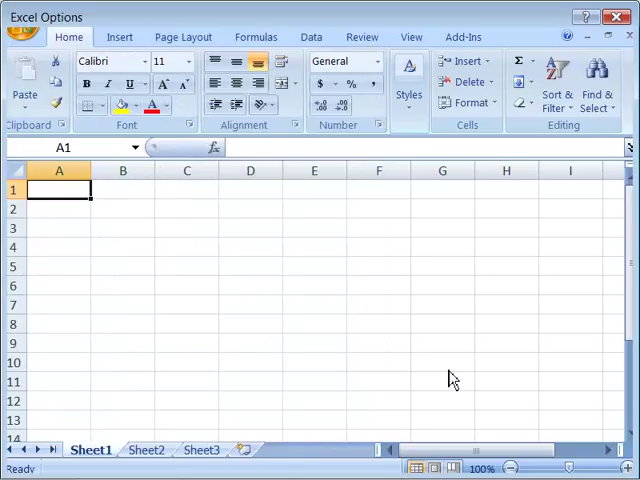 Excel Options
Home Insert Page Layout Formulas Data Review View Add-Ins
Calibri 11 General Insert Σ
Paste B I U $ % , Styles Delete Sort & Filter Find & Select
A A Format
Clipboard Font Alignment Number Cells Editing
A1 fx
A B C D E F G H I
1
2
3
4
5
6
7
8
9
10
11
12
13
14
Sheet1 Sheet2 Sheet3
Ready 100%